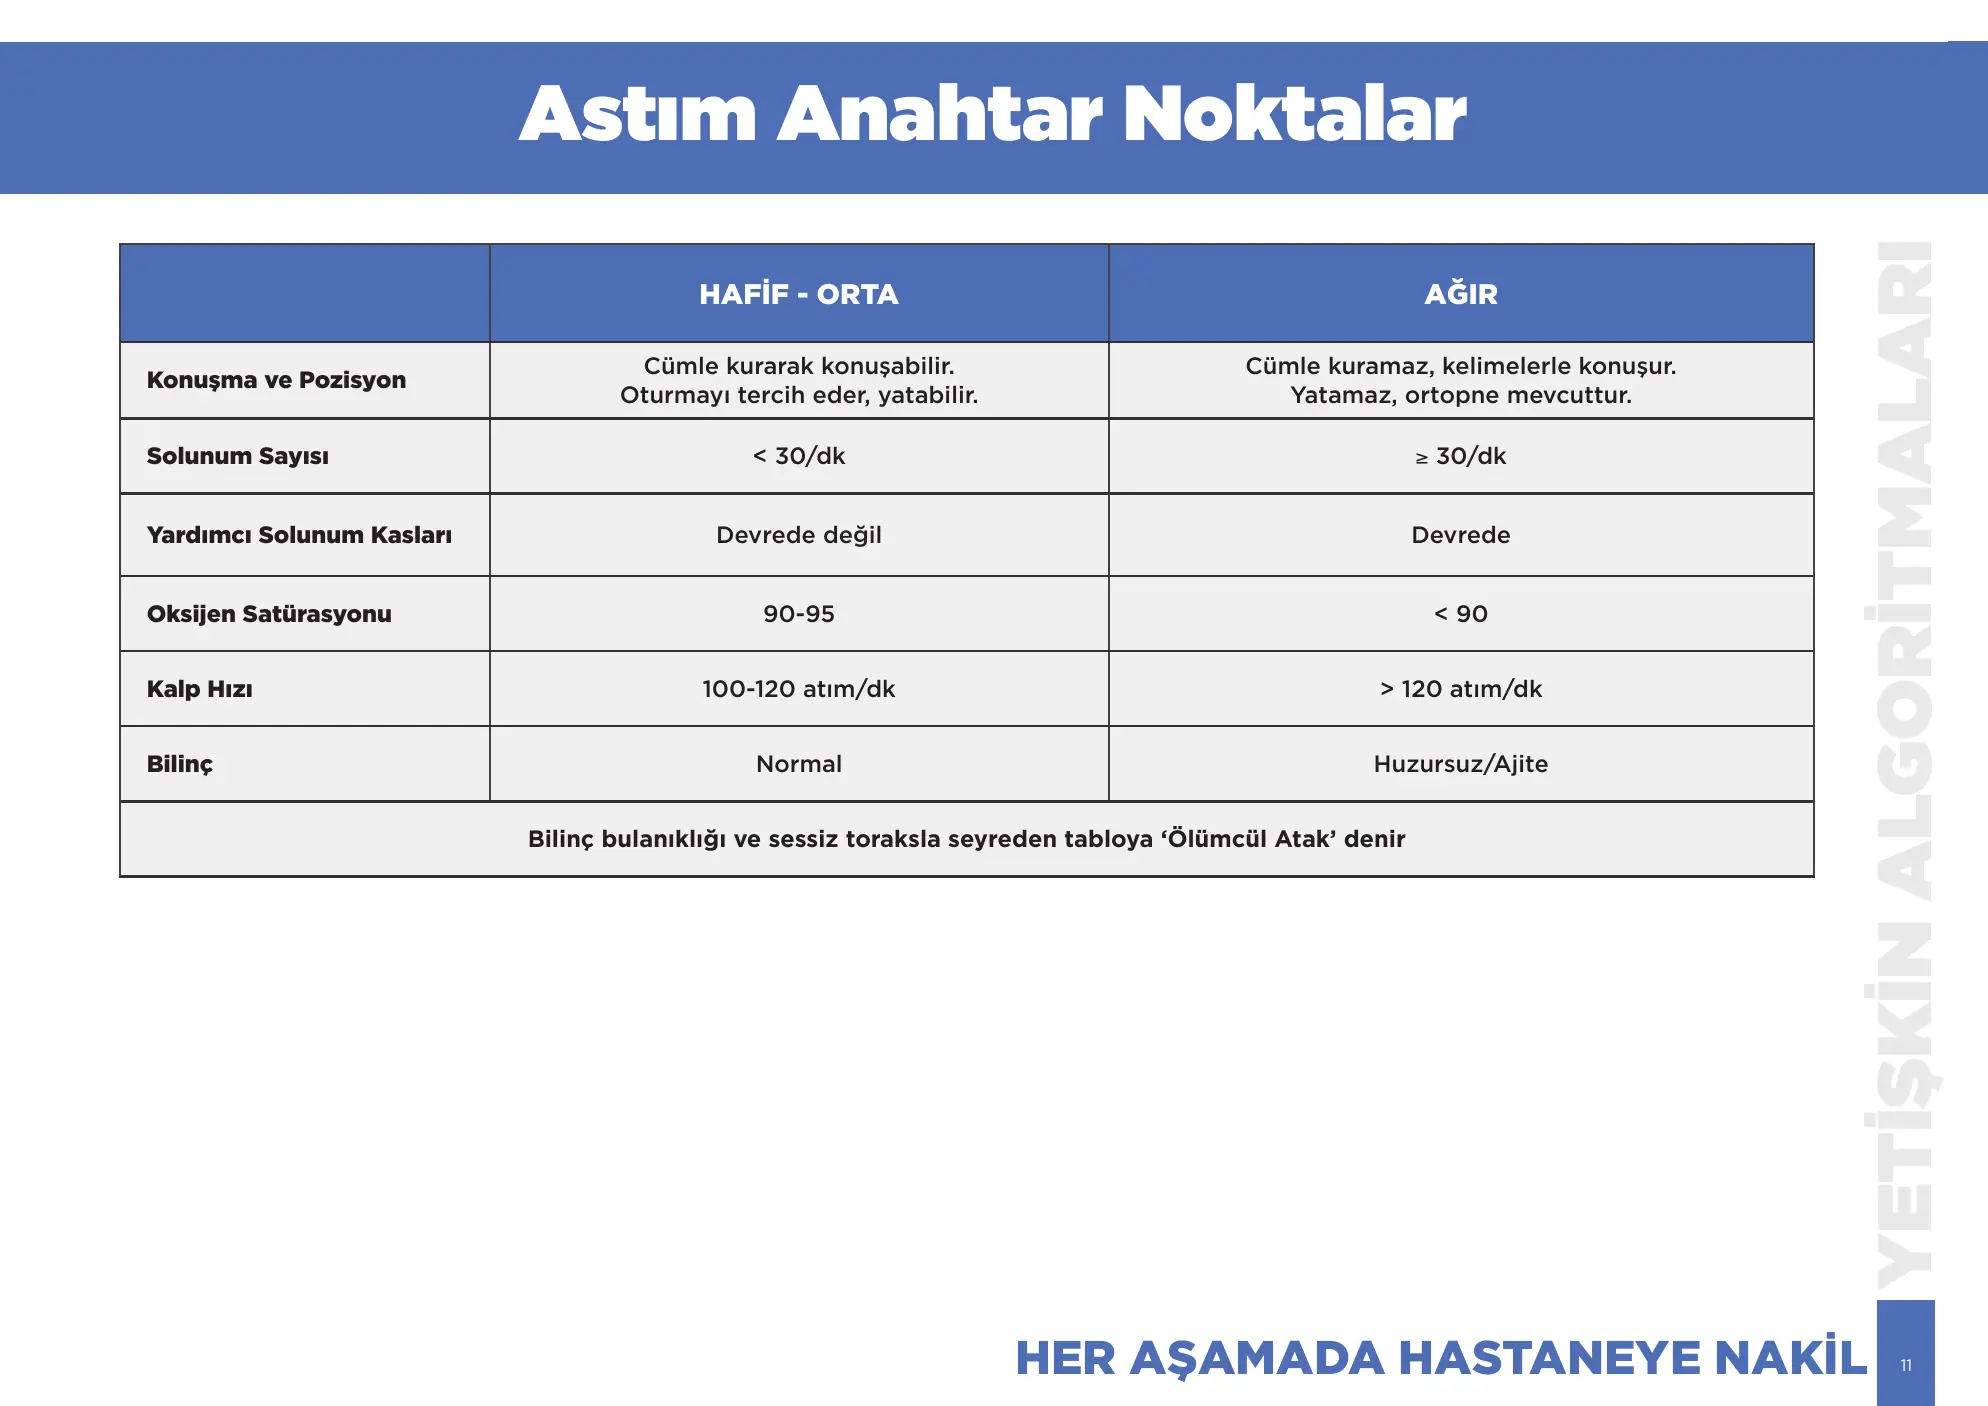 Astım Anahtar Noktalar
HAFİF - ORTA
AĞIR
Konuşma ve Pozisyon
Cümle kurarak konuşabilir.
Oturmayı tercih eder, yatabilir.
Cümle kuramaz, kelimelerle konuşur.
Yatamaz, ortopne mevcuttur.
Solunum Sayısı
< 30/dk
≥ 30/dk
Yardımcı Solunum Kasları
Devrede değil
Devrede
Oksijen Satürasyonu
90-95
< 90
Kalp Hızı
100-120 atım/dk
> 120 atım/dk
Bilinç
Normal
Huzursuz/Ajite
Bilinç bulanıklığı ve sessiz toraksla seyreden tabloya ‘Ölümcül Atak’ denir
YETİŞKİN ALGORİTMALARI
HER AŞAMADA HASTANEYE NAKİL
11